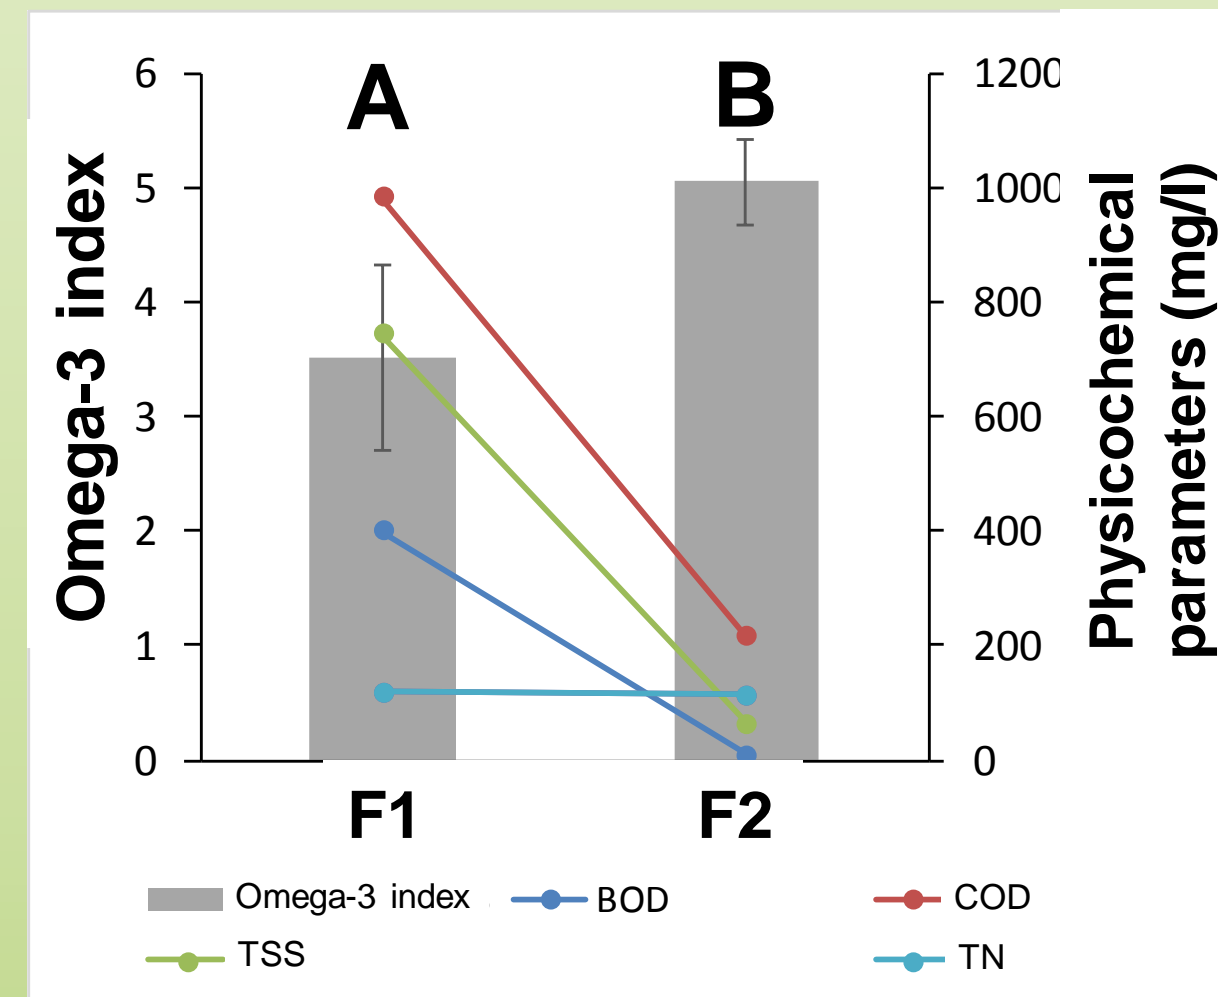 A
B
6
5
4
3
2
1
0
Omega-3 index
1200
1000
800
600
400
200
0
Physicochemical
parameters (mg/l)
F1
F2
Omega-3 index
BOD
COD
TSS
TN